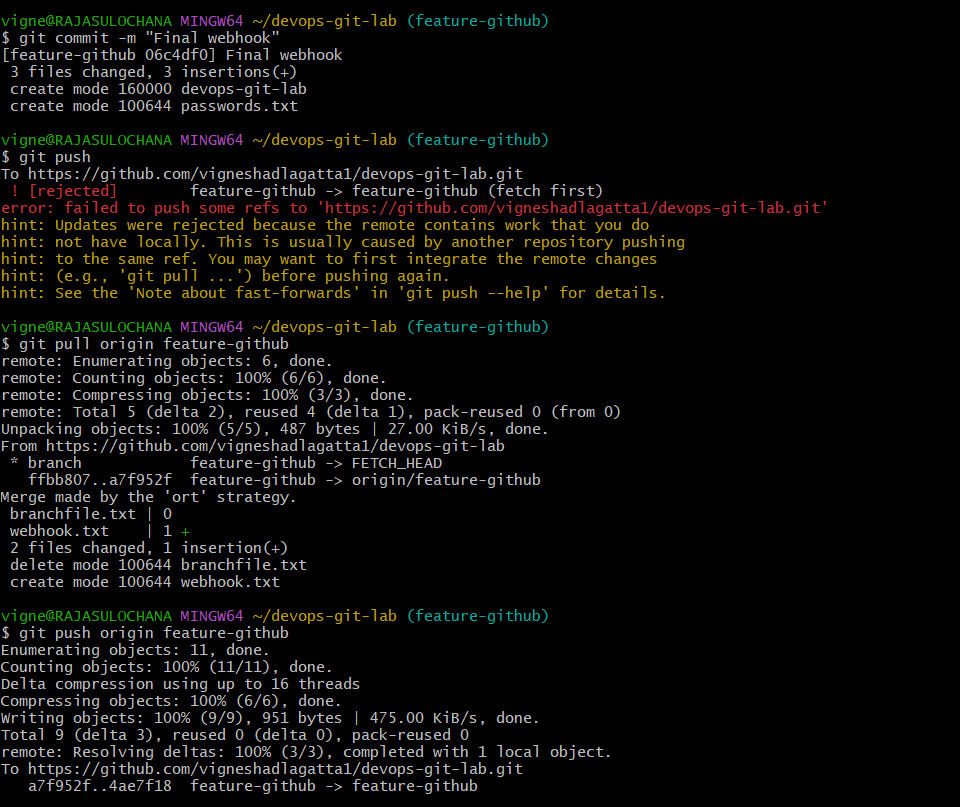 vigne@RAJASULOCHANA MINGW64 ~/devops-git-lab (feature-github)
$ git commit -m "Final webhook"
[feature-github 06c4df0] Final webhook
 3 files changed, 3 insertions(+)
 create mode 160000 devops-git-lab
 create mode 100644 passwords.txt

vigne@RAJASULOCHANA MINGW64 ~/devops-git-lab (feature-github)
$ git push
To https://github.com/vigneshadlagatta1/devops-git-lab.git
 ! [rejected]        feature-github -> feature-github (fetch first)
error: failed to push some refs to 'https://github.com/vigneshadlagatta1/devops-git-lab.git'
hint: Updates were rejected because the remote contains work that you do
hint: not have locally. This is usually caused by another repository pushing
hint: to the same ref. You may want to first integrate the remote changes
hint: (e.g., 'git pull ...') before pushing again.
hint: See the 'Note about fast-forwards' in 'git push --help' for details.

vigne@RAJASULOCHANA MINGW64 ~/devops-git-lab (feature-github)
$ git pull origin feature-github
remote: Enumerating objects: 6, done.
remote: Counting objects: 100% (6/6), done.
remote: Compressing objects: 100% (3/3), done.
remote: Total 5 (delta 2), reused 4 (delta 1), pack-reused 0 (from 0)
Unpacking objects: 100% (5/5), 487 bytes | 27.00 KiB/s, done.
From https://github.com/vigneshadlagatta1/devops-git-lab
 * branch            feature-github -> FETCH_HEAD
   ffbb807..a7f952f  feature-github -> origin/feature-github
Merge made by the 'ort' strategy.
 branchfile.txt | 0
 webhook.txt    | 1 +
 2 files changed, 1 insertion(+)
 delete mode 100644 branchfile.txt
 create mode 100644 webhook.txt

vigne@RAJASULOCHANA MINGW64 ~/devops-git-lab (feature-github)
$ git push origin feature-github
Enumerating objects: 11, done.
Counting objects: 100% (11/11), done.
Delta compression using up to 16 threads
Compressing objects: 100% (6/6), done.
Writing objects: 100% (9/9), 951 bytes | 475.00 KiB/s, done.
Total 9 (delta 3), reused 0 (delta 0), pack-reused 0
remote: Resolving deltas: 100% (3/3), completed with 1 local object.
To https://github.com/vigneshadlagatta1/devops-git-lab.git
   a7f952f..4ae7f18  feature-github -> feature-github